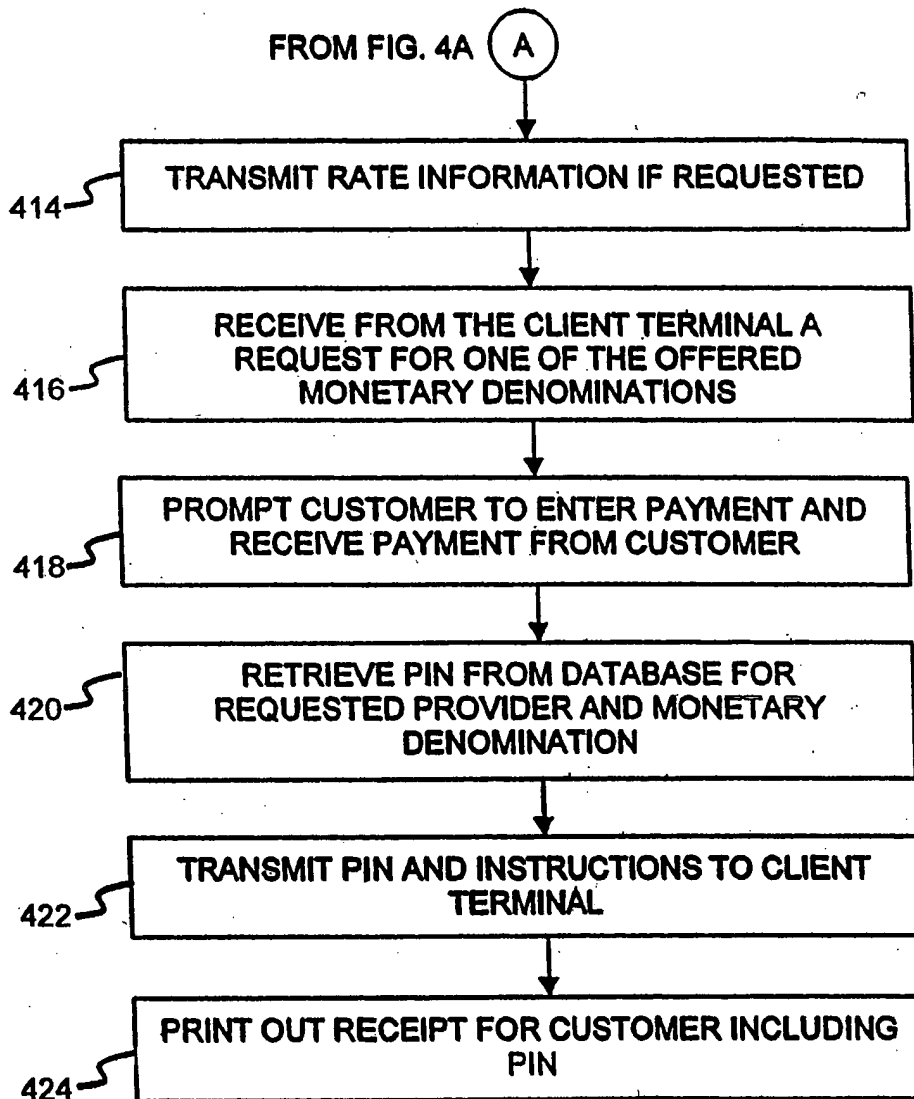 FROM FIG. 4A A
TRANSMIT RATE INFORMATION IF REQUESTED
414
RECEIVE FROM THE CLIENT TERMINAL A
REQUEST FOR ONE OF THE OFFERED
MONETARY DENOMINATIONS
416
PROMPT CUSTOMER TO ENTER PAYMENT AND
RECEIVE PAYMENT FROM CUSTOMER
418
RETRIEVE PIN FROM DATABASE FOR
REQUESTED PROVIDER AND MONETARY
DENOMINATION
420
TRANSMIT PIN AND INSTRUCTIONS TO CLIENT
TERMINAL
422
PRINT OUT RECEIPT FOR CUSTOMER INCLUDING
PIN
424